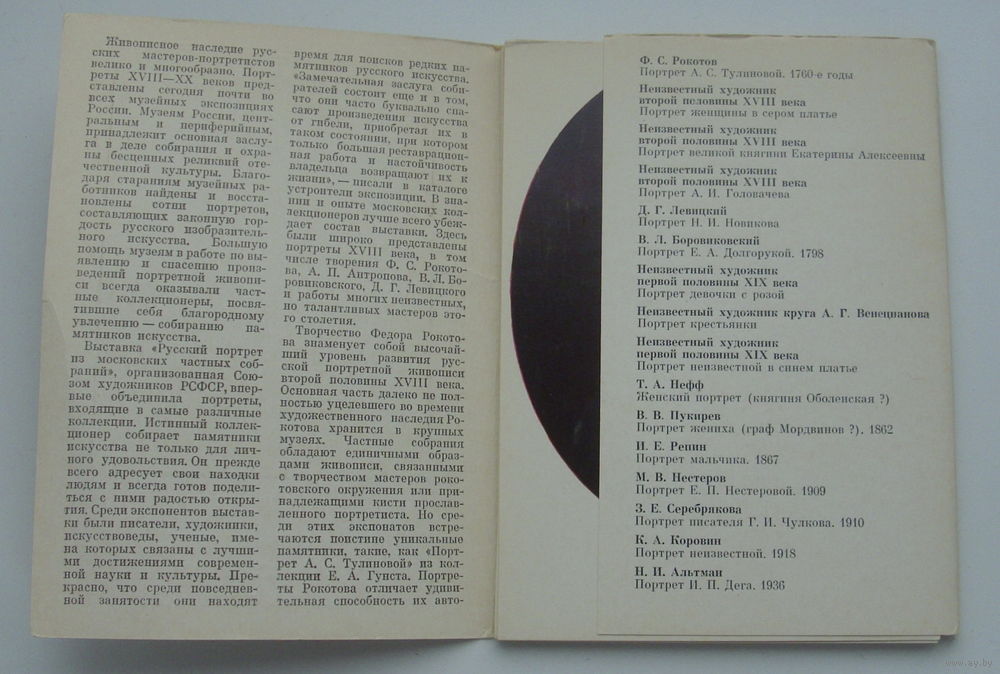 Живописное наследие рус-
ских мастеров-портретистов
велико и многообразно. Порт-
реты XVIII—XX веков пред-
ставлены сегодня почти во
всех музейных экспозициях
России. Музеям России, цент-
ральным и периферийным,
принадлежит основная заслу-
га в деле собирания и охра-
ны бесценных реликвий оте-
чественной культуры. Благо-
даря стараниям музейных ра-
ботников найдены и восста-
новлены сотни портретов,
составляющих законную гор-
дость русского изобразитель-
ного искусства. Большую
помощь музеям в работе по вы-
явлению и спасению произ-
ведений портретной живопи-
си всегда оказывали част-
ные коллекционеры, посвя-
тившие себя благородному
увлечению — собиранию па-
мятников искусства.
Выставка «Русский портрет
из московских частных соб-
раний», организованная Сою-
зом художников РСФСР, впер-
вые объединила портреты,
входящие в самые различные
коллекции. Истинный коллек-
ционер собирает памятники
искусства не только для лич-
ного удовольствия. Он прежде
всего адресует свои находки
людям и всегда готов поделить-
ся с ними радостью откры-
тия. Среди экспонентов выстав-
ки были писатели, художники,
искусствоведы, ученые, име-
на которых связаны с лучши-
ми достижениями современ-
ной науки и культуры. Пре-
красно, что среди повседнев-
ной занятости они находят
время для поисков редких па-
мятников русского искусства.
«Замечательная заслуга соби-
рателей состоит еще и в том,
что они часто буквально спа-
сают произведения искусства
от гибели, приобретая их в
таком состоянии, при котором
только большая реставрацион-
ная работа и настойчивость
владельца возвращают их к
жизни», — писали в каталоге
устроители экспозиции. В зна-
нии и опыте московских кол-
лекционеров лучше всего убеж-
дает состав выставки. Здесь
были широко представлены
портреты XVIII века, в том
числе творения Ф. С. Рокото-
ва, А. П. Антропова, В. Л. Бо-
ровиковского, Д. Г. Левицкого
и работы многих неизвестных,
но талантливых мастеров это-
го столетия.
Творчество Федора Рокото-
ва знаменует собой высочай-
ший уровень развития рус-
ской портретной живописи
второй половины XVIII века.
Основная часть далеко не пол-
ностью уцелевшего во времени
художественного наследия Ро-
котова хранится в крупных
музеях. Частные собрания
обладают единичными образ-
цами живописи, связанными
с творчеством мастеров роко-
товского окружения или при-
надлежащими кисти прослав-
ленного портретиста. Но сре-
ди этих экспонатов встре-
чаются поистине уникальные
памятники, такие, как «Порт-
рет А. С. Тулиновой» из кол-
лекции Е. А. Гунста. Портре-
ты Рокотова отличает удиви-
тельная способность их авто-
Ф. С. Рокотов
Портрет А. С. Тулиновой. 1760-е годы
Неизвестный художник
второй половины XVIII века
Портрет женщины в сером платье
Неизвестный художник
второй половины XVIII века
Портрет великой княгини Екатерины Алексеевны
Неизвестный художник
второй половины XVIII века
Портрет А. И. Головачева
Д. Г. Левицкий
Портрет Н. И. Новикова
В. Л. Боровиковский
Портрет Е. А. Долгорукой. 1798
Неизвестный художник
первой половины XIX века
Портрет девочки с розой
Неизвестный художник круга А. Г. Венецианова
Портрет крестьянки
Неизвестный художник
первой половины XIX века
Портрет неизвестной в синем платье
Т. А. Нефф
Женский портрет (княгиня Оболенская ?)
В. В. Пукирев
Портрет жениха (граф Мордвинов ?). 1862
И. Е. Репин
Портрет мальчика. 1867
М. В. Нестеров
Портрет Е. П. Нестеровой. 1909
З. Е. Серебрякова
Портрет писателя Г. И. Чулкова. 1910
К. А. Коровин
Портрет неизвестной. 1918
Н. И. Альтман
Портрет И. П. Дега. 1936
www.ay.by